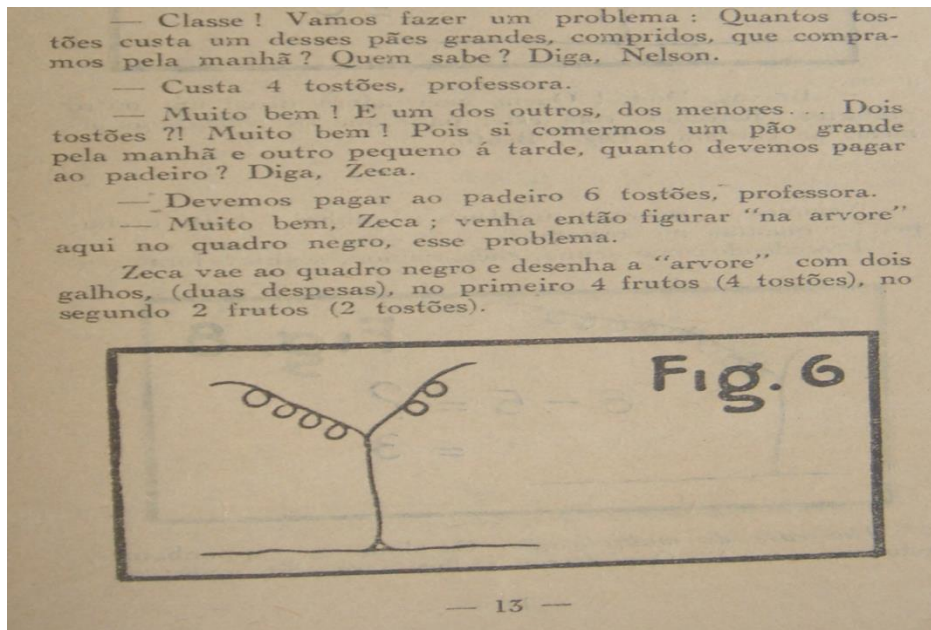 — Classe ! Vamos fazer um problema : Quantos tos-
tões custa um desses pães grandes, compridos, que compra-
mos pela manhã ? Quem sabe ? Diga, Nelson.
— Custa 4 tostões, professora.
— Muito bem ! E um dos outros, dos menores... Dois
tostões ?! Muito bem ! Pois si comermos um pão grande
pela manhã e outro pequeno á tarde, quanto devemos pagar
ao padeiro ? Diga, Zeca.
— Devemos pagar ao padeiro 6 tostões, professora.
— Muito bem, Zeca ; venha então figurar "na arvore"
aqui no quadro negro, esse problema.
Zeca vae ao quadro negro e desenha a "arvore" com dois
galhos, (duas despesas), no primeiro 4 frutos (4 tostões), no
segundo 2 frutos (2 tostões).
Fig. 6
— 13 —